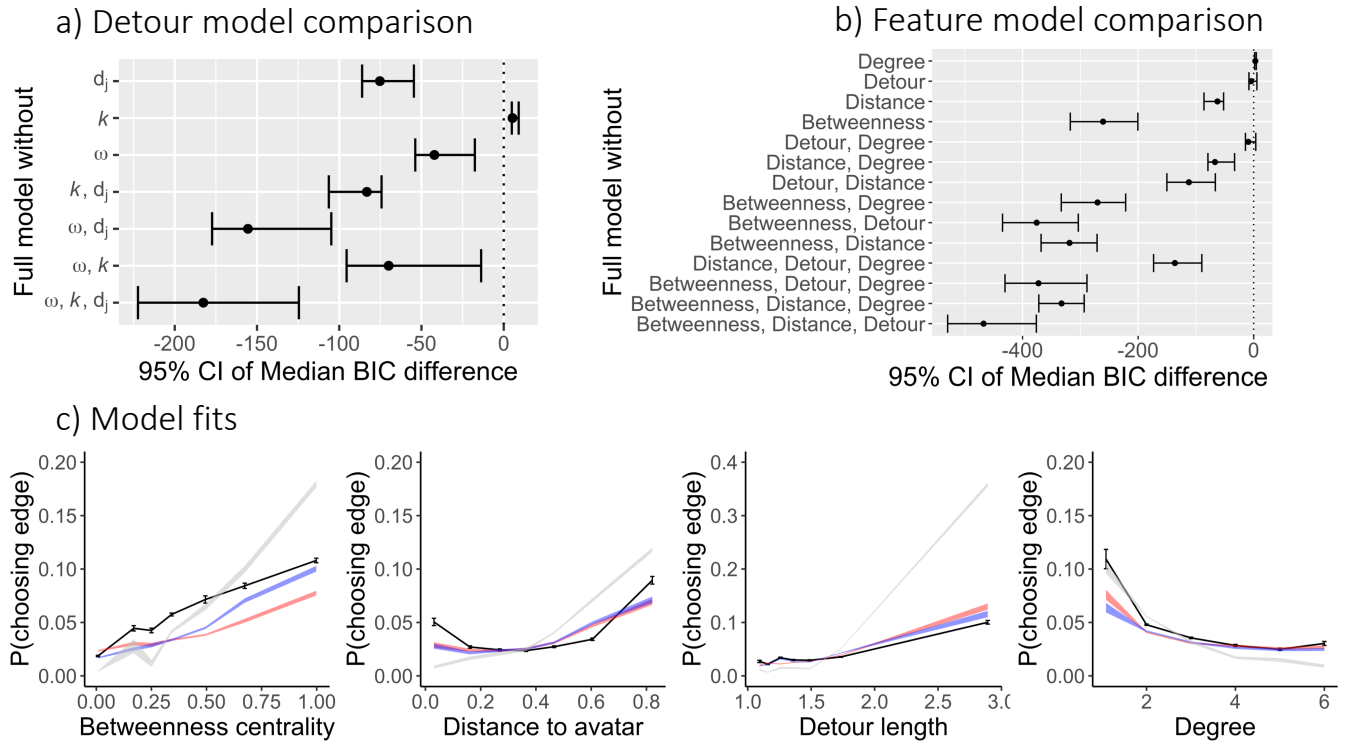 a) Detour model comparison
Full model without
dj
k
ω
k, dj
ω, dj
ω, k
ω, k, dj
-200 -150 -100 -50 0
95% CI of Median BIC difference
b) Feature model comparison
Full model without
Degree
Detour
Distance
Betweenness
Detour, Degree
Distance, Degree
Detour, Distance
Betweenness, Degree
Betweenness, Detour
Betweenness, Distance
Distance, Detour, Degree
Betweenness, Detour, Degree
Betweenness, Distance, Degree
Betweenness, Distance, Detour
-400 -200 0
95% CI of Median BIC difference
c) Model fits
P(choosing edge)
0.20
0.15
0.10
0.05
0.00
0.00 0.25 0.50 0.75 1.00
Betweenness centrality
P(choosing edge)
0.20
0.15
0.10
0.05
0.00
0.0 0.2 0.4 0.6 0.8
Distance to avatar
P(choosing edge)
0.4
0.3
0.2
0.1
0.0
1.0 1.5 2.0 2.5 3.0
Detour length
P(choosing edge)
0.20
0.15
0.10
0.05
0.00
2 4 6
Degree